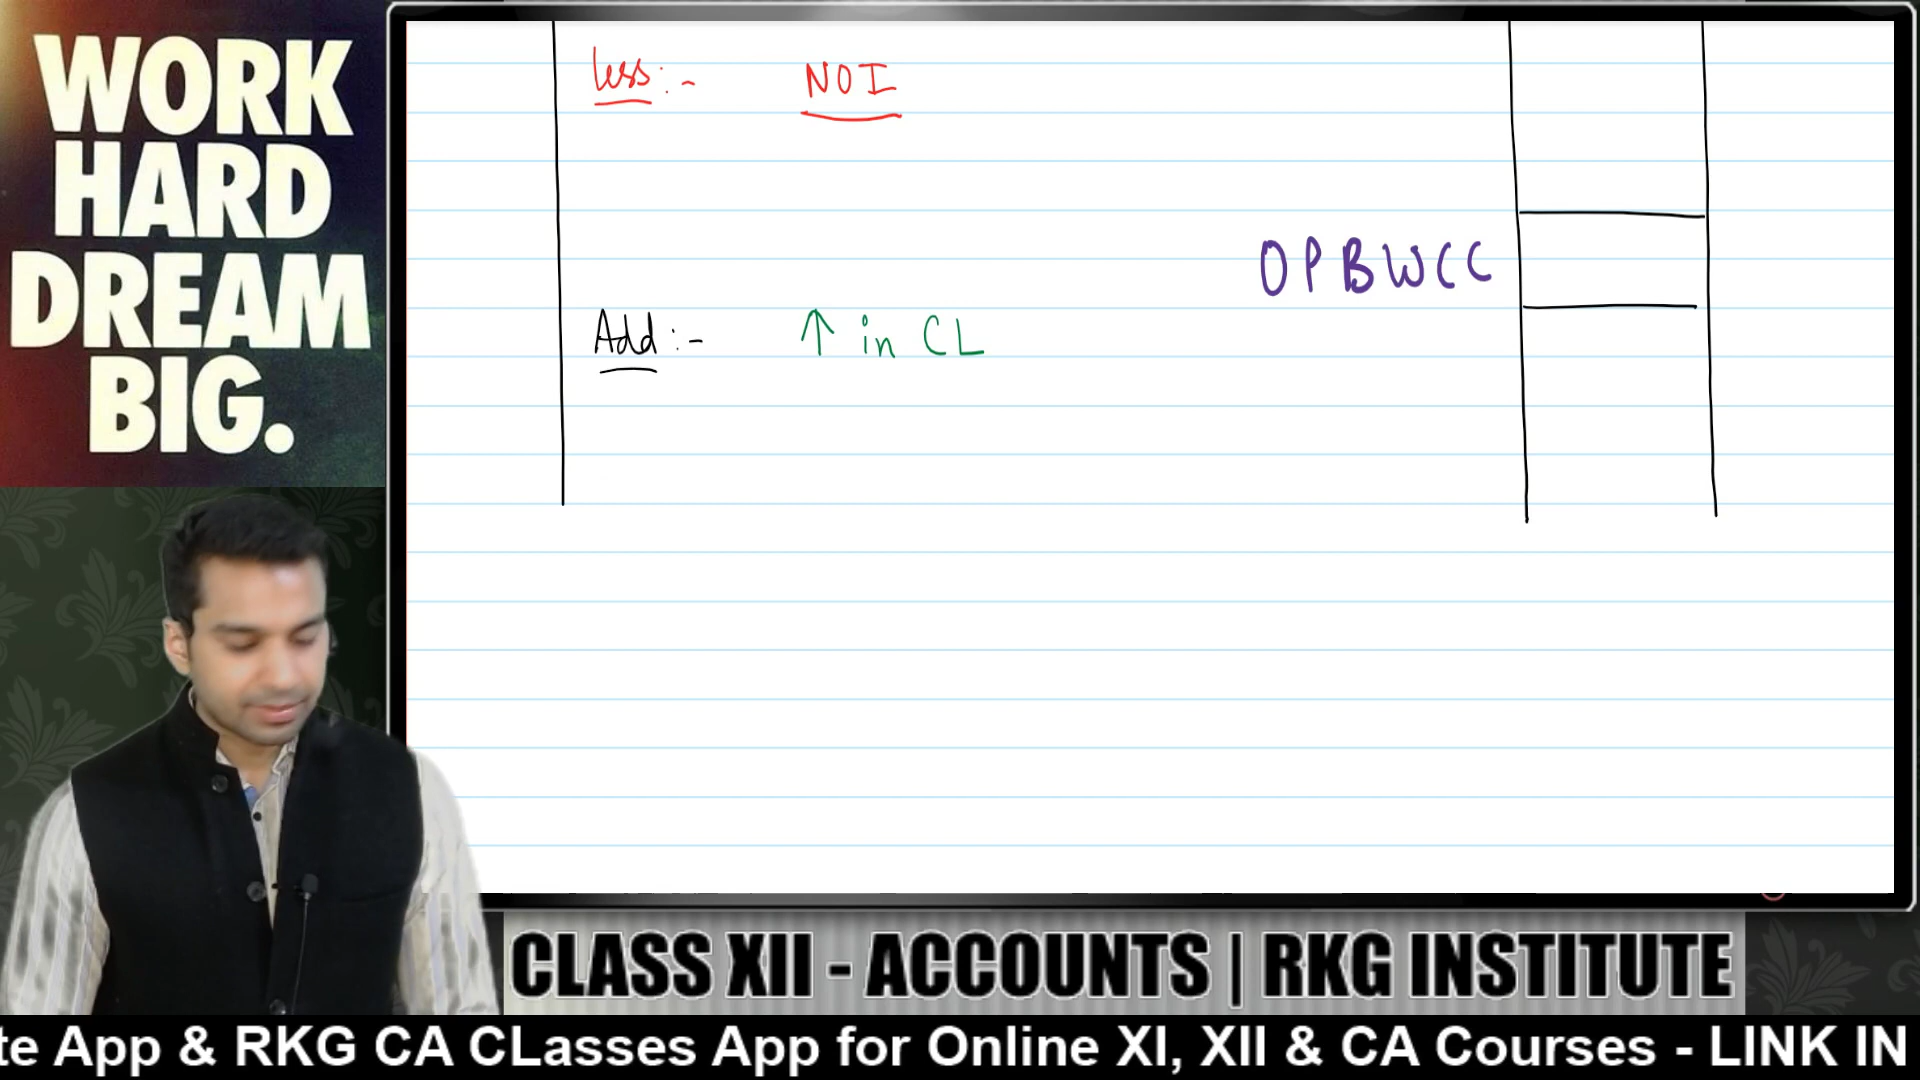 WORK
HARD
DREAM
BIG.
Less:- NOI
OPBWCC
Add:- ↑ in CL
CLASS XII - ACCOUNTS | RKG INSTITUTE
te App & RKG CA CLasses App for Online XI, XII & CA Courses - LINK IN